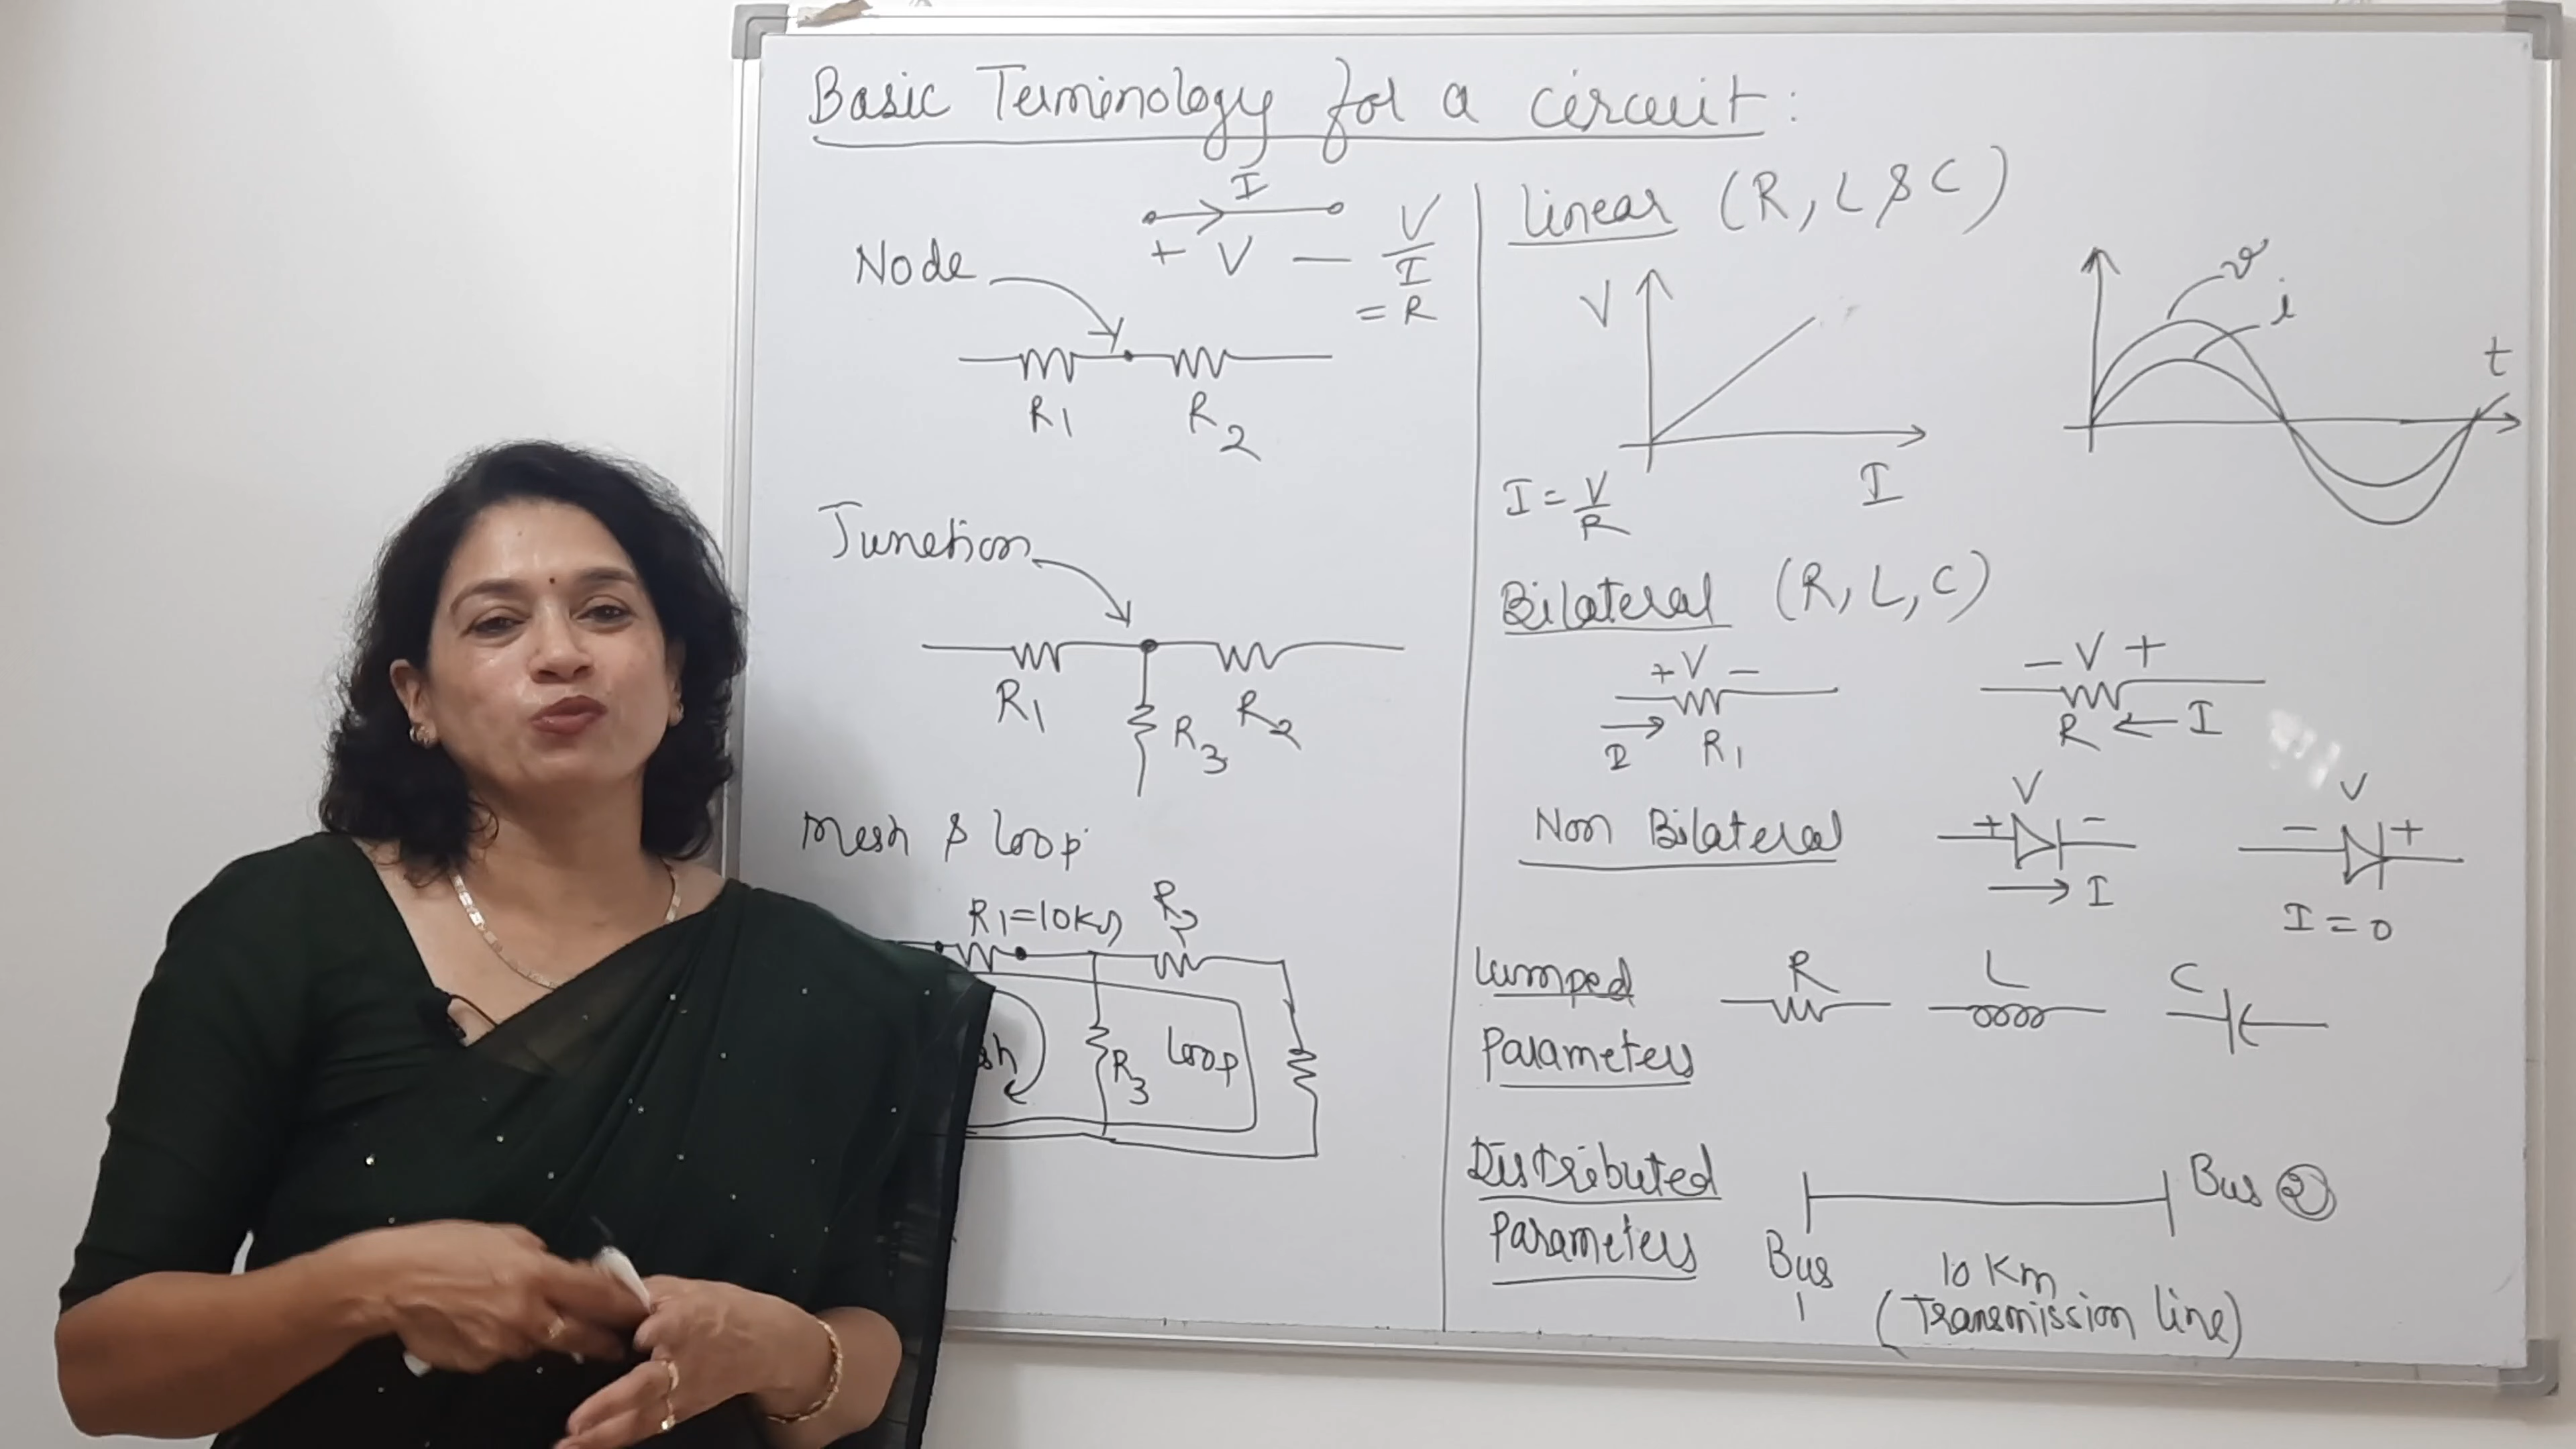 Basic Terminology for a circuit:
I
+ V -
V/I
= R
Node
R1 R2
Junction
R1 R2
R3
Mesh & loop
R1=10KΩ
R3 loop
Linear (R, L & C)
V
I
I = V/R
v
i
t
Bilateral (R, L, C)
+ V -
I R1
- V +
R ← I
Non Bilateral
V
+ -
→ I
V
- +
I = 0
Lumped
Parameters
R L C
Distributed
Parameters
Bus 1
Bus 2
10 Km
(Transmission line)